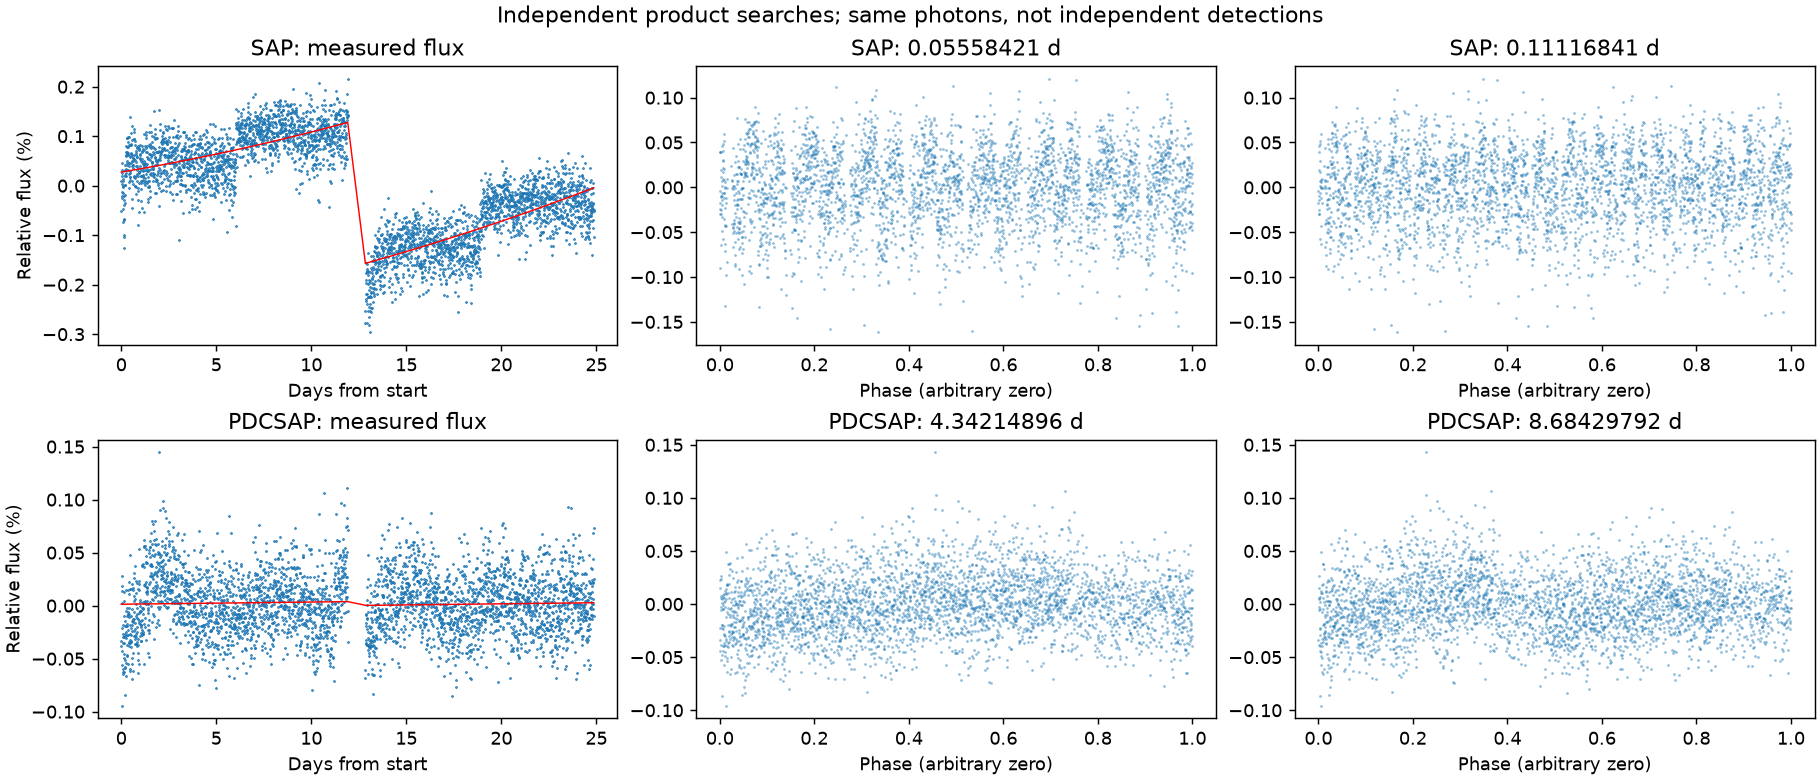 Independent product searches; same photons, not independent detections
SAP: measured flux
Relative flux (%)
0.2
0.1
0.0
−0.1
−0.2
−0.3
0 5 10 15 20 25
Days from start
SAP: 0.05558421 d
0.10
0.05
0.00
−0.05
−0.10
−0.15
0.0 0.2 0.4 0.6 0.8 1.0
Phase (arbitrary zero)
SAP: 0.11116841 d
0.10
0.05
0.00
−0.05
−0.10
−0.15
0.0 0.2 0.4 0.6 0.8 1.0
Phase (arbitrary zero)
PDCSAP: measured flux
Relative flux (%)
0.15
0.10
0.05
0.00
−0.05
−0.10
0 5 10 15 20 25
Days from start
PDCSAP: 4.34214896 d
0.15
0.10
0.05
0.00
−0.05
−0.10
0.0 0.2 0.4 0.6 0.8 1.0
Phase (arbitrary zero)
PDCSAP: 8.68429792 d
0.15
0.10
0.05
0.00
−0.05
−0.10
0.0 0.2 0.4 0.6 0.8 1.0
Phase (arbitrary zero)